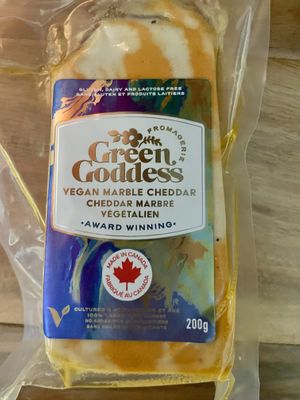 GLUTEN, DAIRY AND LACTOSE FREE
SANS GLUTEN ET PRODUITS LAITIERS
FROMAGERIE
Green
Goddess
VEGAN MARBLE CHEDDAR
CHEDDAR MARBRÉ
VÉGÉTALIEN
•AWARD WINNING•
MADE IN CANADA
FABRIQUÉ AU CANADA
V
200g